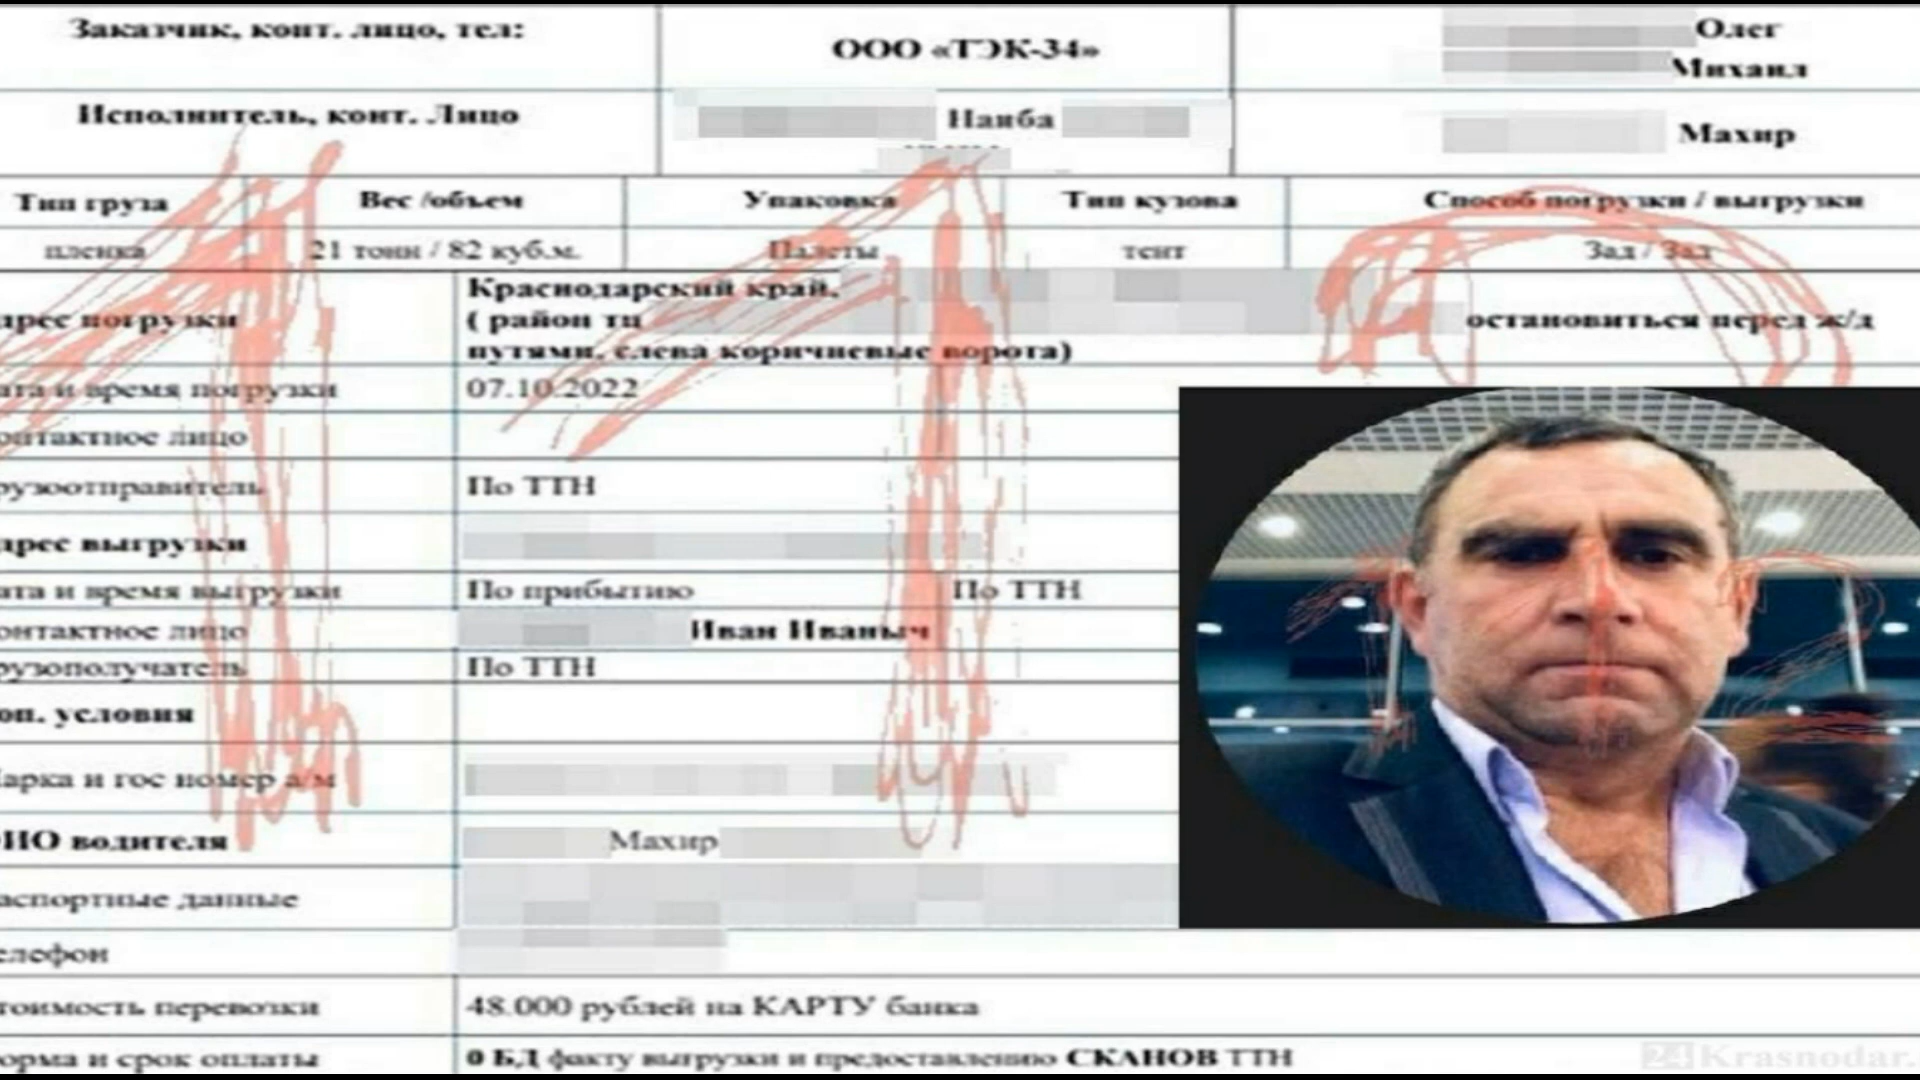 Заказчик, конт. лицо, тел:
ООО «ТЭК-34»
Олег
Михаил
Исполнитель, конт. Лицо
Наиба
Махир
Тип груза
Вес /объем
Упаковка
Тип кузова
Способ погрузки / выгрузки
пленка
21 тонн / 82 куб.м.
Палеты
тент
Зад / Зад
дрес погрузки
Краснодарский край,
( район тц
остановиться перед ж/д
путями, слева коричневые ворота)
ата и время погрузки
07.10.2022
онтактное лицо
рузоотправитель
По ТТН
дрес выгрузки
ата и время выгрузки
По прибытию
По ТТН
онтактное лицо
Иван Иваныч
рузополучатель
По ТТН
оп. условия
арка и гос номер а/м
ИО водителя
Махир
аспортные данные
елефон
тоимость перевозки
48.000 рублей на КАРТУ банка
орма и срок оплаты
0 БД факту выгрузки и предоставлению СКАНОВ ТТН
Krasnodar.